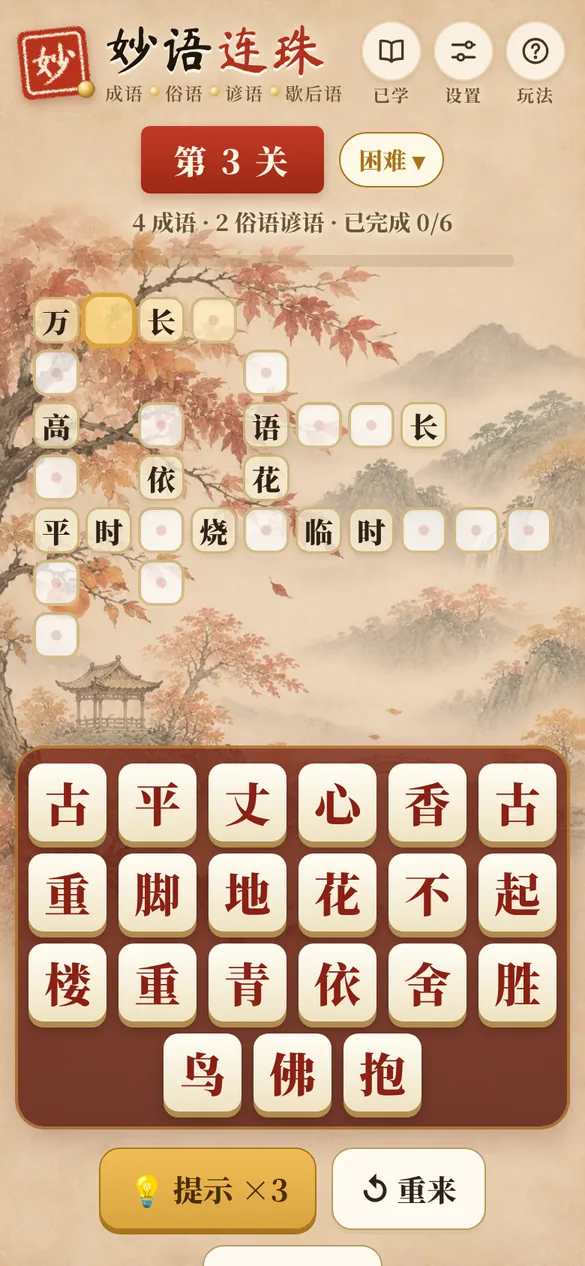 妙 妙语连珠
成语 俗语 谚语 歇后语
已学 设置 玩法
第 3 关 困难 ▼
4 成语 · 2 俗语谚语 · 已完成 0/6
万 长
高 语 长
依 花
平 时 烧 临 时
古 平 丈 心 香 古
重 脚 地 花 不 起
楼 重 青 依 舍 胜
鸟 佛 抱
💡 提示 ×3 重来